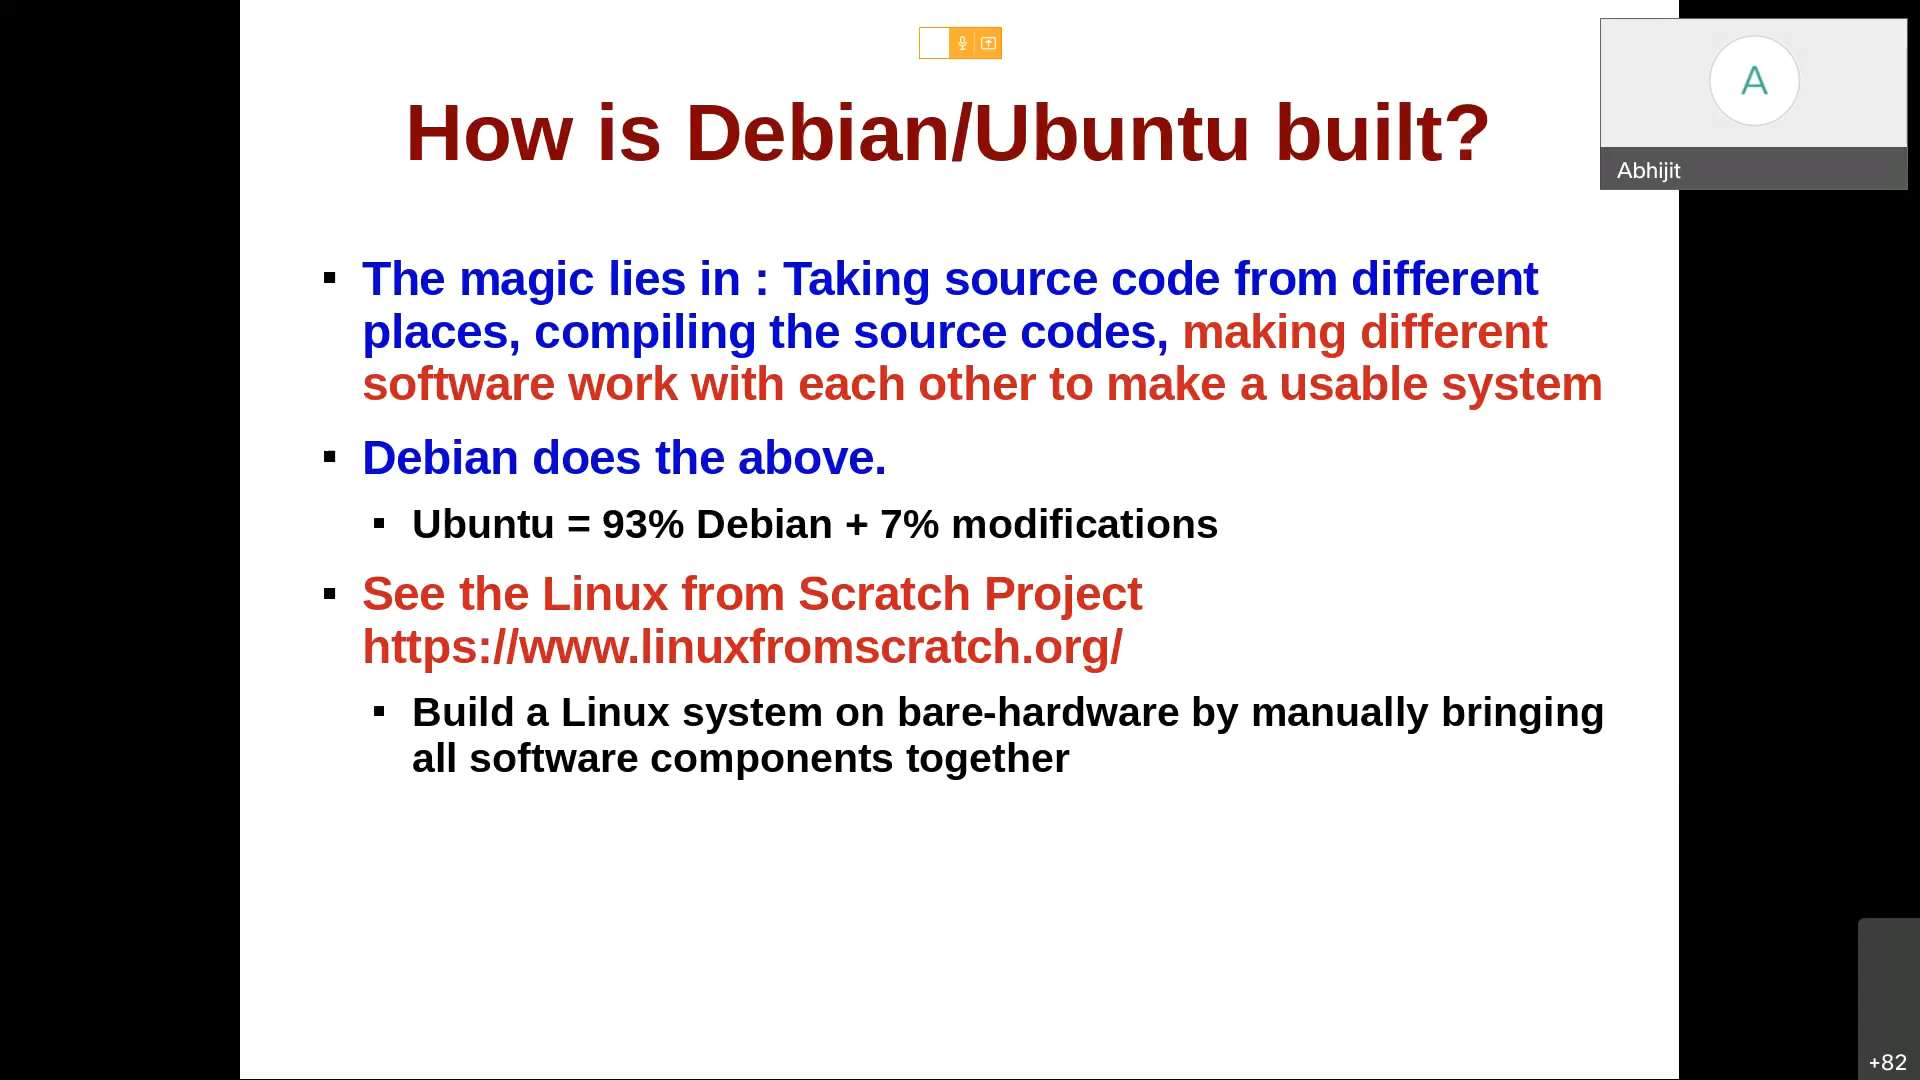 How is Debian/Ubuntu built?
A
Abhijit
The magic lies in : Taking source code from different
places, compiling the source codes, making different
software work with each other to make a usable system
Debian does the above.
Ubuntu = 93% Debian + 7% modifications
See the Linux from Scratch Project
https://www.linuxfromscratch.org/
Build a Linux system on bare-hardware by manually bringing
all software components together
+82